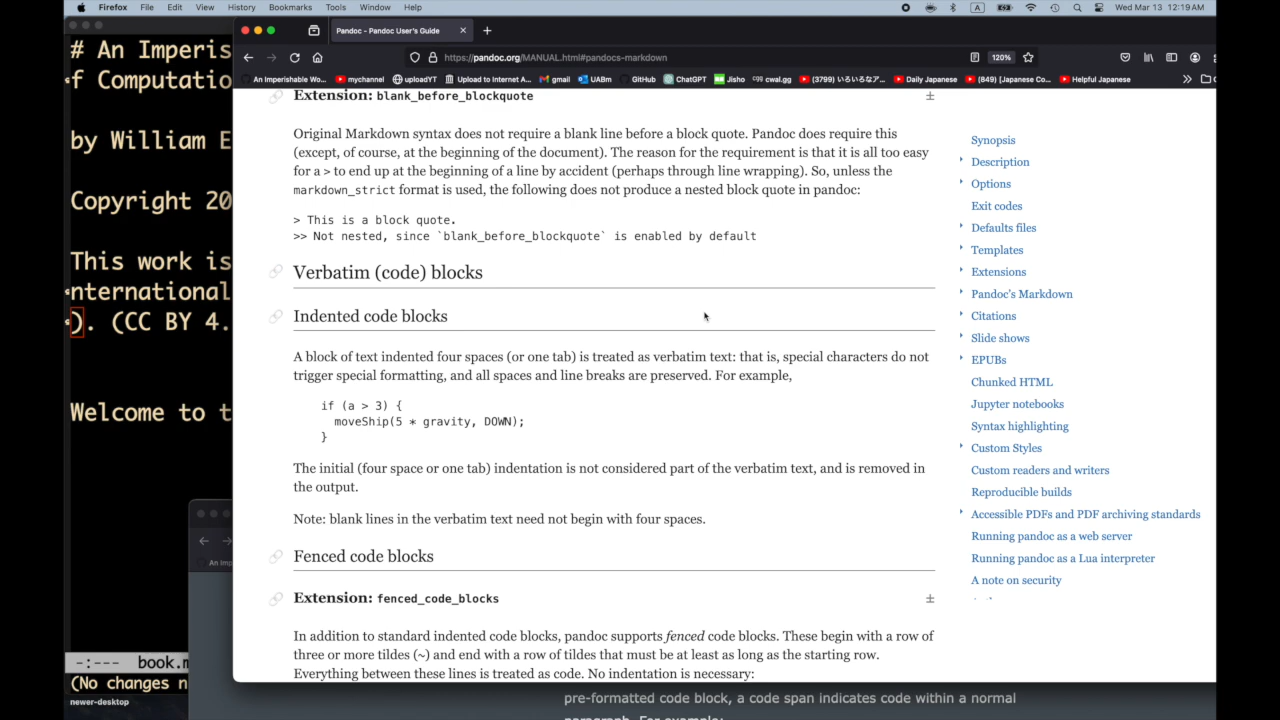 Firefox File Edit View History Bookmarks Tools Window Help
A
Wed Mar 13 12:19 AM
Pandoc - Pandoc User's Guide
https://pandoc.org/MANUAL.html#pandocs-markdown
120%
An Imperishable Wo... mychannel uploadYT Upload to Internet A... gmail UABm GitHub ChatGPT Jisho cwal.gg (3799) いろいろなア... Daily Japanese (849) [Japanese Co... Helpful Japanese
# An Imperis
f Computatio
by William E
Copyright 20
This work is
nternational
). (CC BY 4.
Welcome to t
Extension: blank_before_blockquote
Original Markdown syntax does not require a blank line before a block quote. Pandoc does require this
(except, of course, at the beginning of the document). The reason for the requirement is that it is all too easy
for a > to end up at the beginning of a line by accident (perhaps through line wrapping). So, unless the
markdown_strict format is used, the following does not produce a nested block quote in pandoc:
> This is a block quote.
>> Not nested, since `blank_before_blockquote` is enabled by default
Verbatim (code) blocks
Indented code blocks
A block of text indented four spaces (or one tab) is treated as verbatim text: that is, special characters do not
trigger special formatting, and all spaces and line breaks are preserved. For example,
if (a > 3) {
moveShip(5 * gravity, DOWN);
}
The initial (four space or one tab) indentation is not considered part of the verbatim text, and is removed in
the output.
Note: blank lines in the verbatim text need not begin with four spaces.
Fenced code blocks
Extension: fenced_code_blocks
In addition to standard indented code blocks, pandoc supports fenced code blocks. These begin with a row of
three or more tildes (~) and end with a row of tildes that must be at least as long as the starting row.
Everything between these lines is treated as code. No indentation is necessary:
Synopsis
Description
Options
Exit codes
Defaults files
Templates
Extensions
Pandoc's Markdown
Citations
Slide shows
EPUBs
Chunked HTML
Jupyter notebooks
Syntax highlighting
Custom Styles
Custom readers and writers
Reproducible builds
Accessible PDFs and PDF archiving standards
Running pandoc as a web server
Running pandoc as a Lua interpreter
A note on security
An Imp
-:--- book.m
(No changes n
newer-desktop
pre-formatted code block, a code span indicates code within a normal
paragraph. For example: